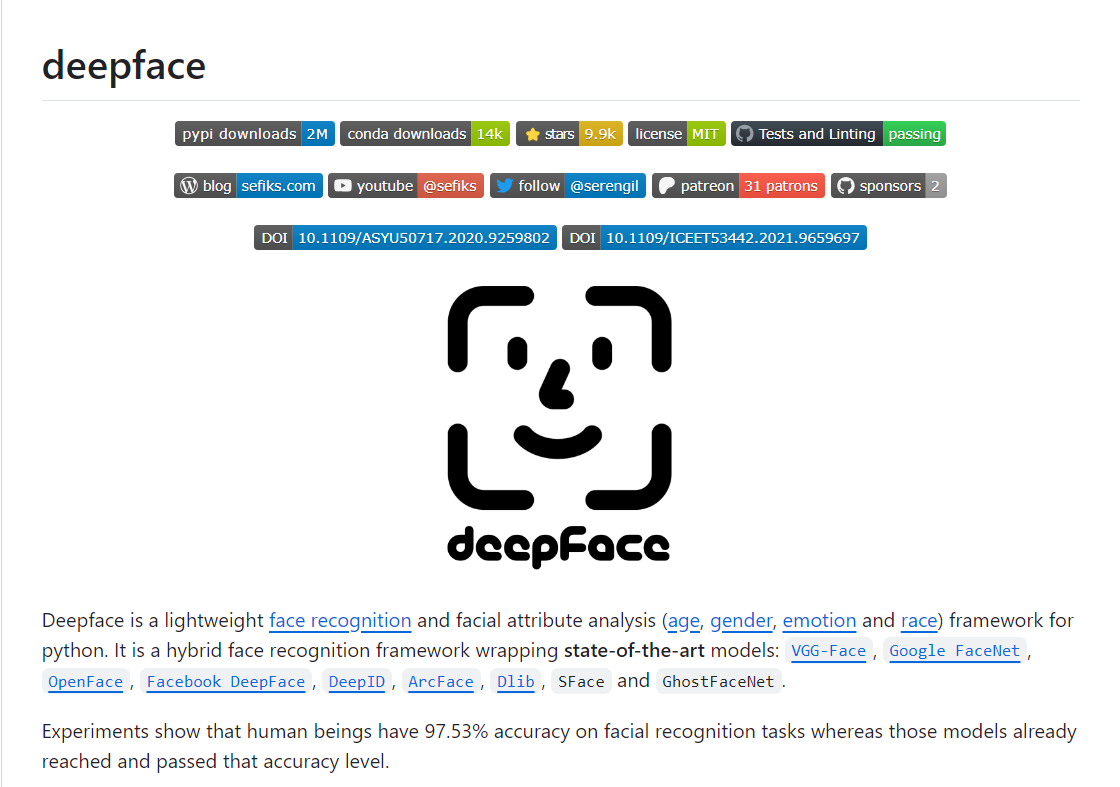 deepface
pypi downloads 2M conda downloads 14k stars 9.9k license MIT Tests and Linting passing
blog sefiks.com youtube @sefiks follow @serengil patreon 31 patrons sponsors 2
DOI 10.1109/ASYU50717.2020.9259802 DOI 10.1109/ICEET53442.2021.9659697
deepface
Deepface is a lightweight face recognition and facial attribute analysis (age, gender, emotion and race) framework for
python. It is a hybrid face recognition framework wrapping state-of-the-art models: VGG-Face , Google FaceNet ,
OpenFace , Facebook DeepFace , DeepID , ArcFace , Dlib , SFace and GhostFaceNet .
Experiments show that human beings have 97.53% accuracy on facial recognition tasks whereas those models already
reached and passed that accuracy level.